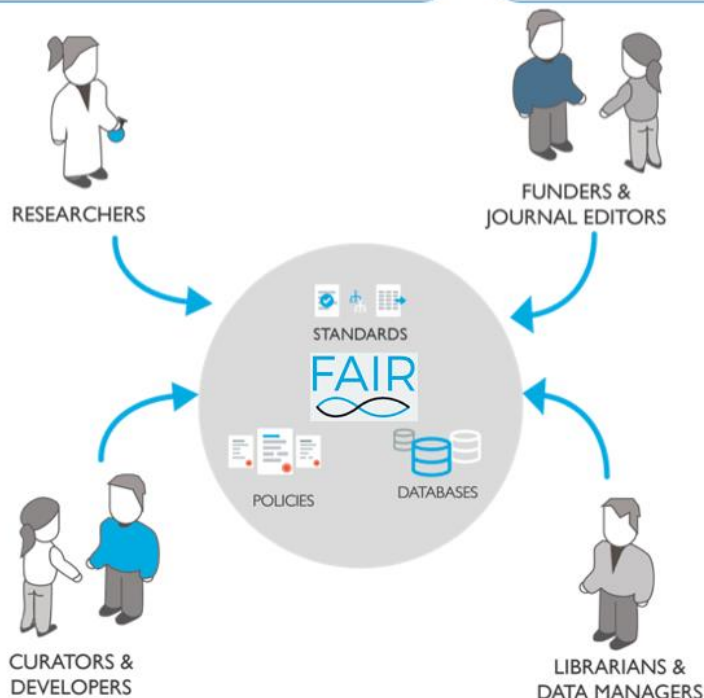 RESEARCHERS
FUNDERS &
JOURNAL EDITORS
STANDARDS
FAIR
POLICIES
DATABASES
CURATORS &
DEVELOPERS
LIBRARIANS &
DATA MANAGERS